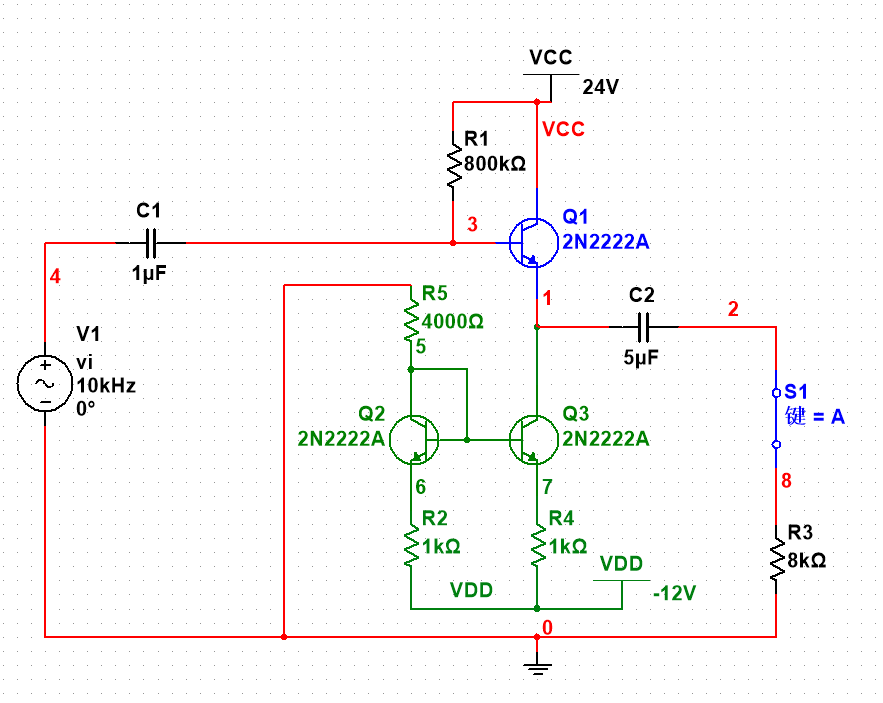 VCC
24V
VCC
R1
800kΩ
C1
1µF
3
Q1
2N2222A
4
R5
4000Ω
5
1
C2
5µF
2
V1
vi
10kHz
0°
S1
键 = A
Q2
2N2222A
Q3
2N2222A
6
7
8
R2
1kΩ
R4
1kΩ
R3
8kΩ
VDD
VDD
-12V
0